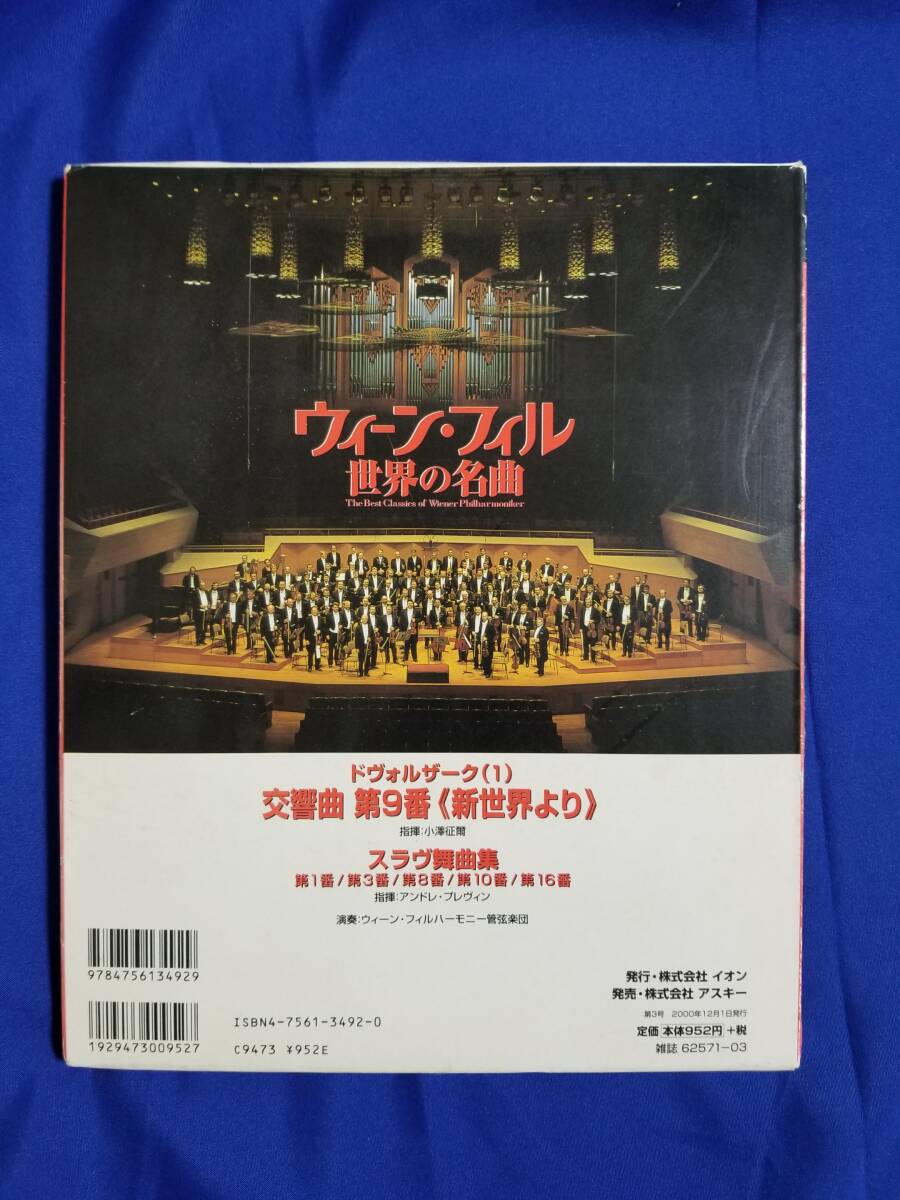 ウィーン・フィル
世界の名曲
The Best Classics of Wiener Philharmoniker
ドヴォルザーク(1)
交響曲 第9番《新世界より》
指揮:小澤征爾
スラヴ舞曲集
第1番/第3番/第8番/第10番/第16番
指揮:アンドレ・プレヴィン
演奏:ウィーン・フィルハーモニー管弦楽団
9784756134929
1929473009527
ISBN4-7561-3492-0
C9473 ¥952E
発行・株式会社 イオン
発売・株式会社 アスキー
第3号 2000年12月1日発行
定価 本体952円 +税
雑誌 62571-03